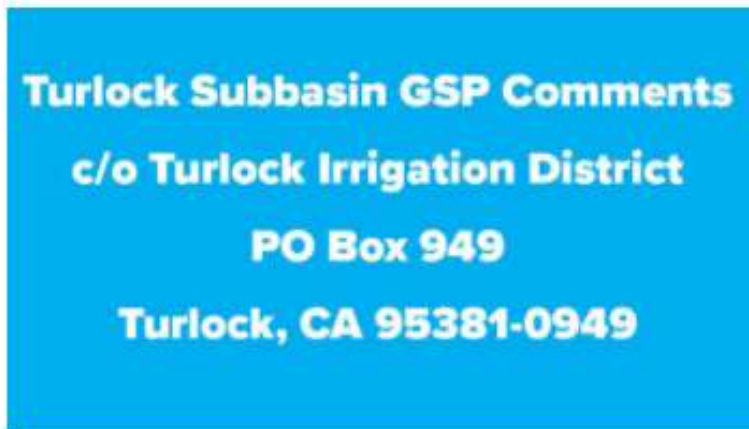 Turlock Subbasin GSP Comments
c/o Turlock Irrigation District
PO Box 949
Turlock, CA 95381-0949